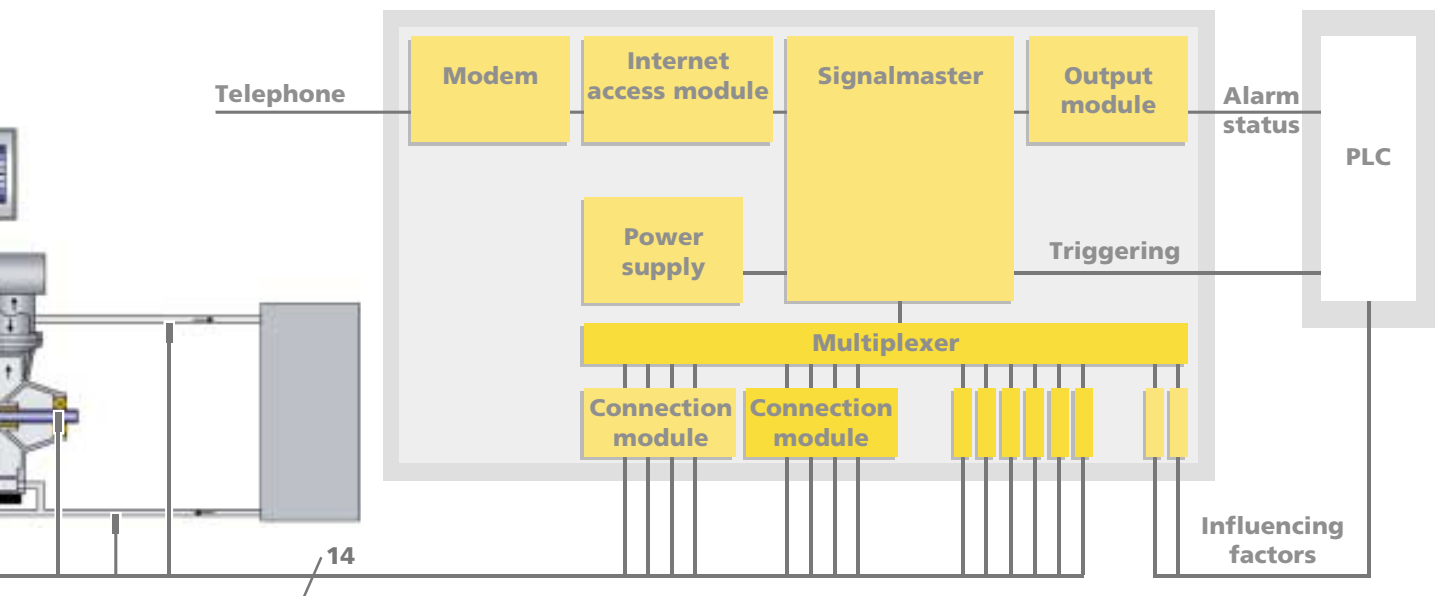 Telephone
Modem
Internet
access module
Signalmaster
Output
module
Alarm
status
PLC
Power
supply
Triggering
Multiplexer
Connection
module
Connection
module
Influencing
factors
14